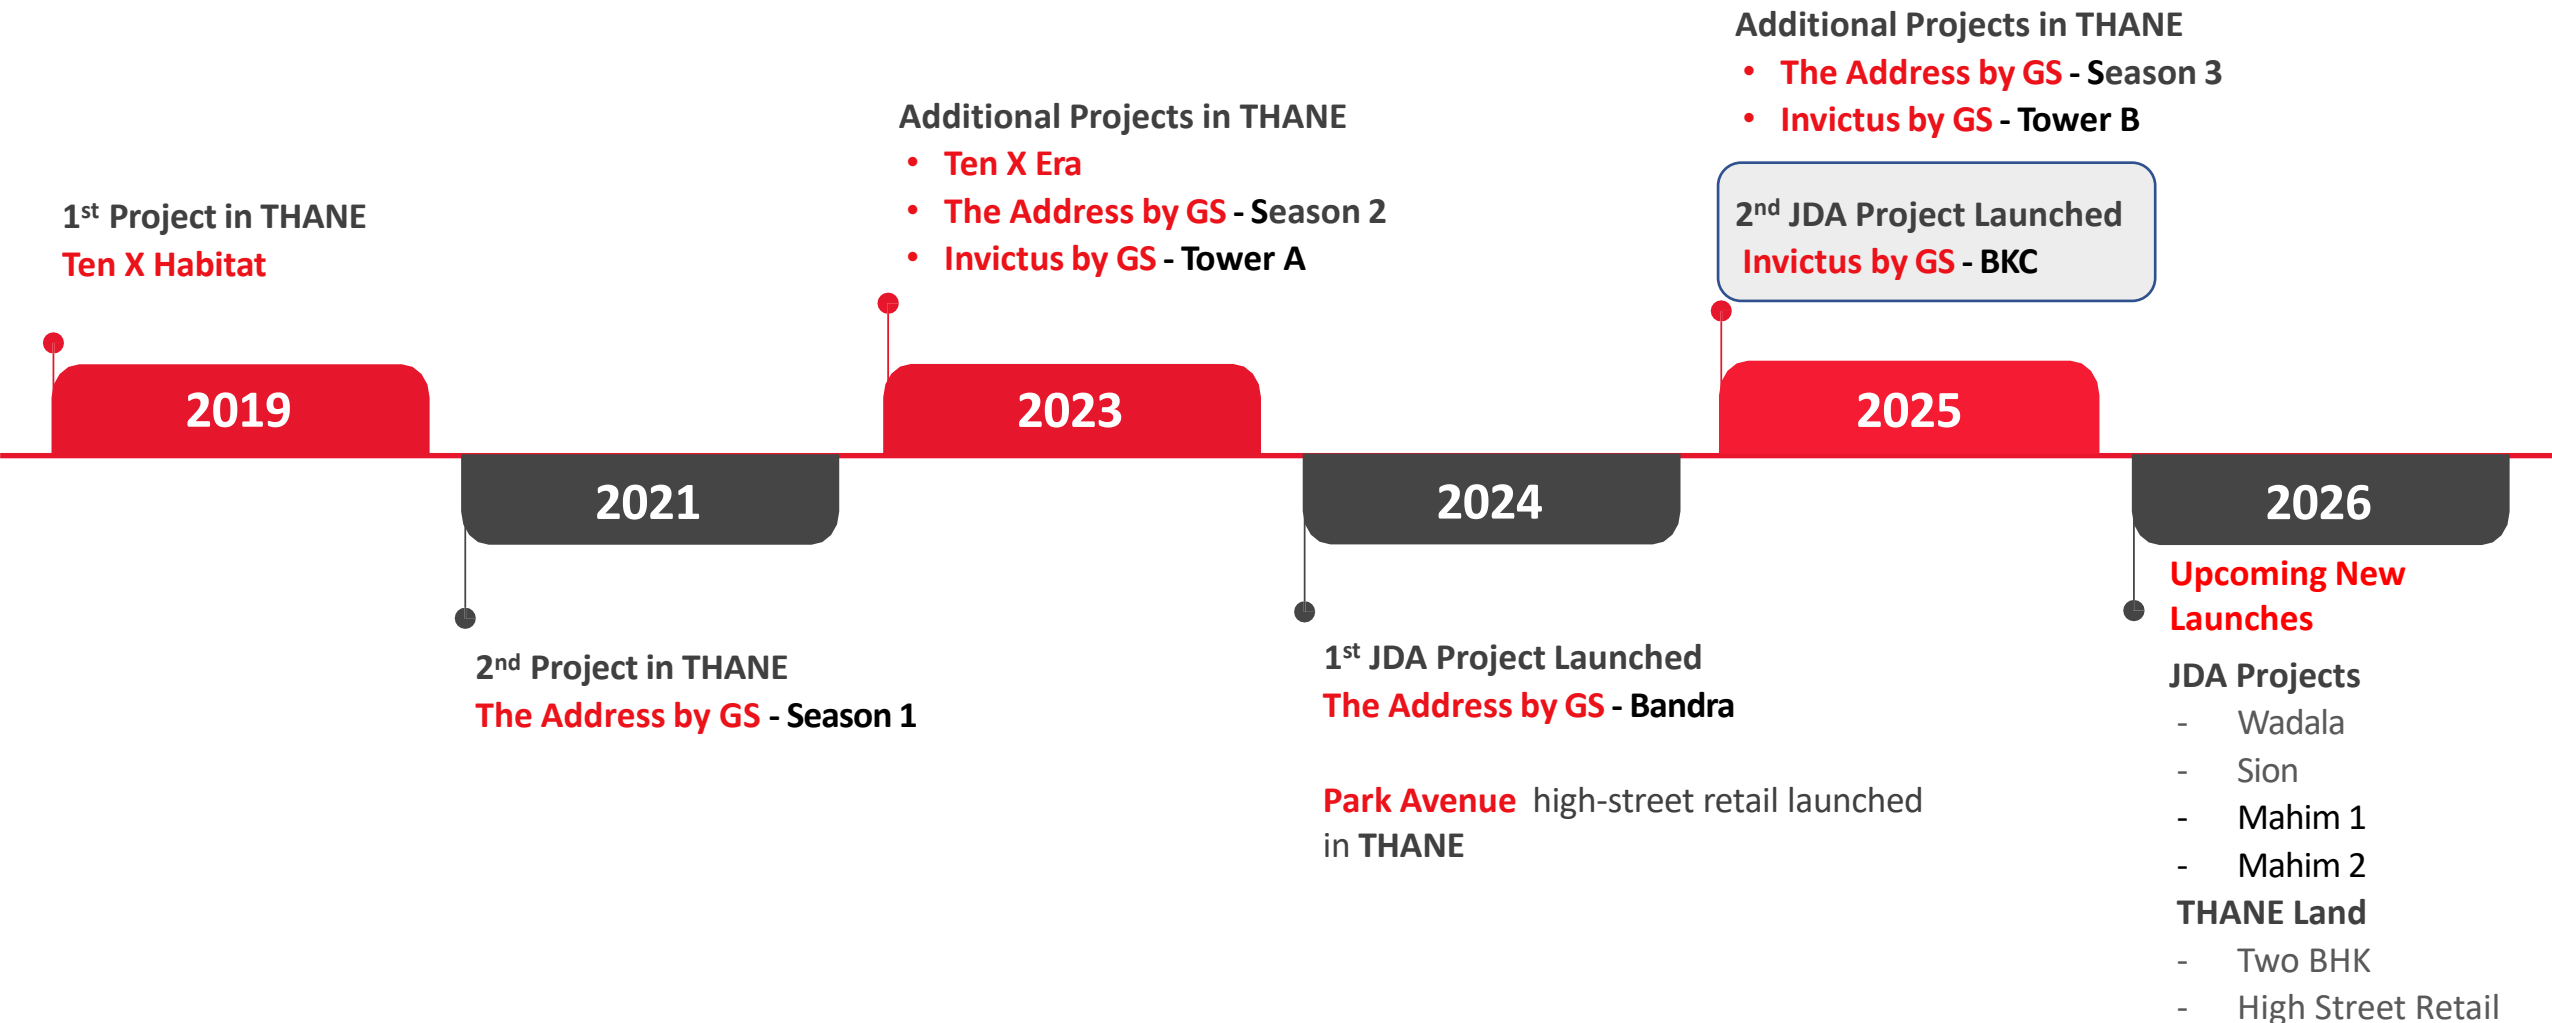 1st Project in THANE
Ten X Habitat
2019
2021
2nd Project in THANE
The Address by GS - Season 1
Additional Projects in THANE
• Ten X Era
• The Address by GS - Season 2
• Invictus by GS - Tower A
2023
2024
1st JDA Project Launched
The Address by GS - Bandra
Park Avenue high-street retail launched
in THANE
Additional Projects in THANE
• The Address by GS - Season 3
• Invictus by GS - Tower B
2nd JDA Project Launched
Invictus by GS - BKC
2025
2026
Upcoming New
Launches
JDA Projects
- Wadala
- Sion
- Mahim 1
- Mahim 2
THANE Land
- Two BHK
- High Street Retail